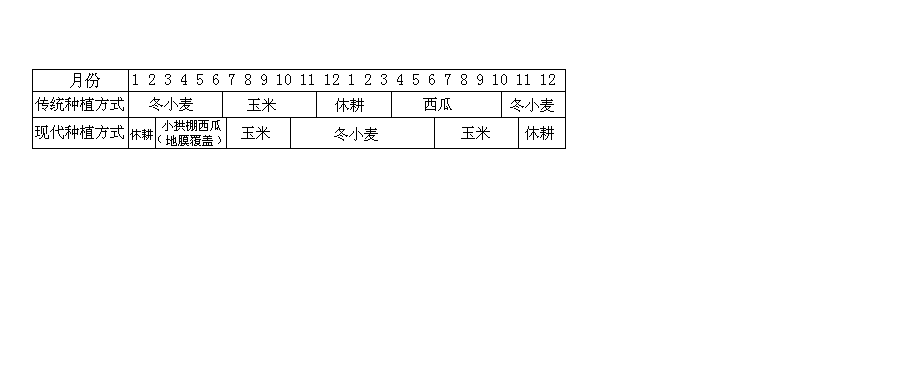 月份 1 2 3 4 5 6 7 8 9 10 11 12 1 2 3 4 5 6 7 8 9 10 11 12
传统种植方式 冬小麦 玉米 休耕 西瓜 冬小麦
现代种植方式 休耕 小拱棚西瓜（地膜覆盖） 玉米 冬小麦 玉米 休耕